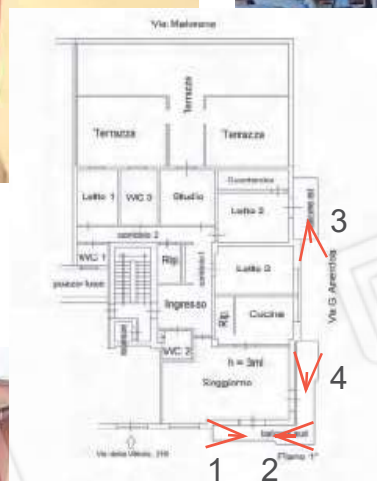 Via Melorana
Terrazza
Terrazza
Terrazza
Guardaroba
Letto 1
WC 3
Studio
Letto 2
corridoio 2
WC 1
Rip.
Letto 3
Ingresso
Rip.
Cucina
WC 2
h = 3ml
Soggiorno
Via G. Amendola
Piano 1°
3
4
1
2